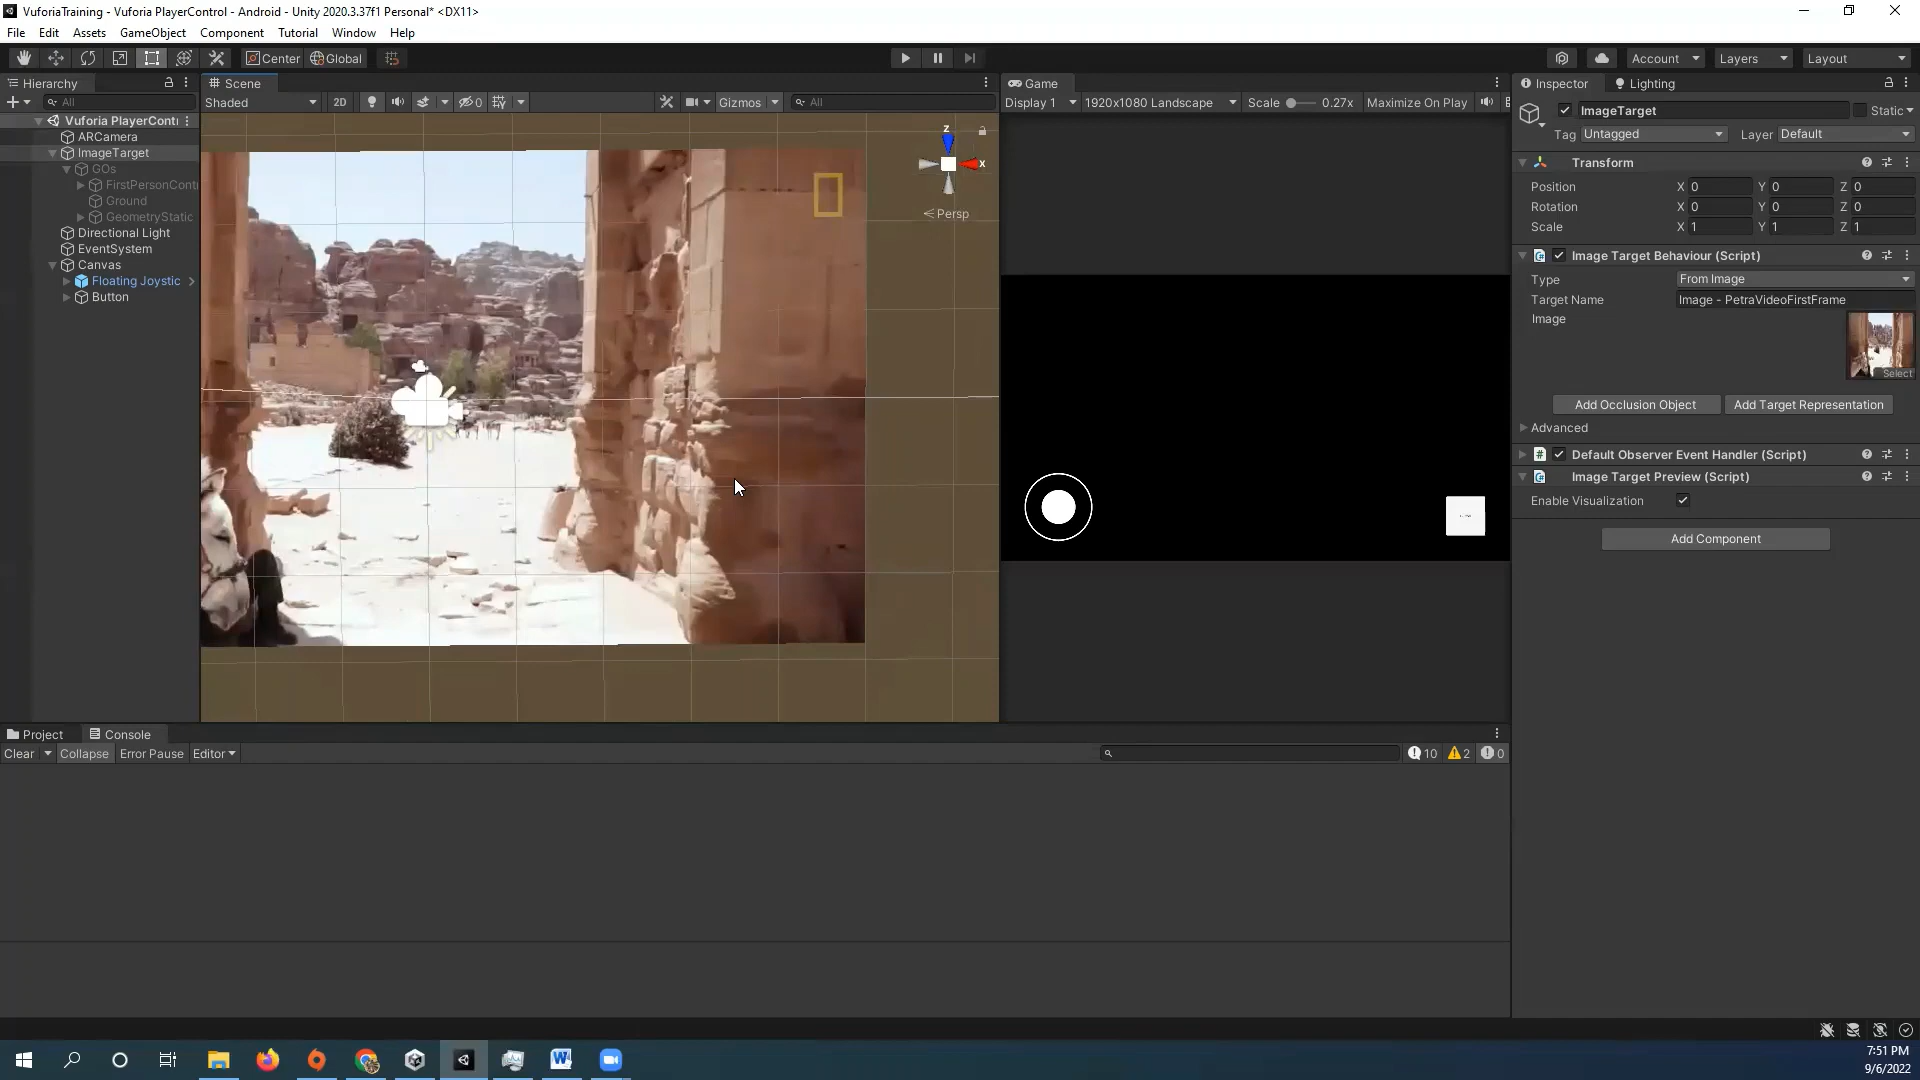 VuforiaTraining - Vuforia PlayerControl - Android - Unity 2020.3.37f1 Personal* <DX11>
File Edit Assets GameObject Component Tutorial Window Help
Center Global Account Layers Layout
Hierarchy
All
Vuforia PlayerContr
ARCamera
ImageTarget
GOs
FirstPersonContr
Ground
GeometryStatic
Directional Light
EventSystem
Canvas
Floating Joystic
Button
Scene
Shaded 2D 0 Gizmos All
z
x
Persp
Game
Display 1 1920x1080 Landscape Scale 0.27x Maximize On Play
Inspector Lighting
ImageTarget Static
Tag Untagged Layer Default
Transform
Position X 0 Y 0 Z 0
Rotation X 0 Y 0 Z 0
Scale X 1 Y 1 Z 1
Image Target Behaviour (Script)
Type From Image
Target Name Image - PetraVideoFirstFrame
Image
Select
Add Occlusion Object Add Target Representation
Advanced
Default Observer Event Handler (Script)
Image Target Preview (Script)
Enable Visualization
Add Component
Project Console
Clear Collapse Error Pause Editor 10 2 0
7:51 PM
9/6/2022